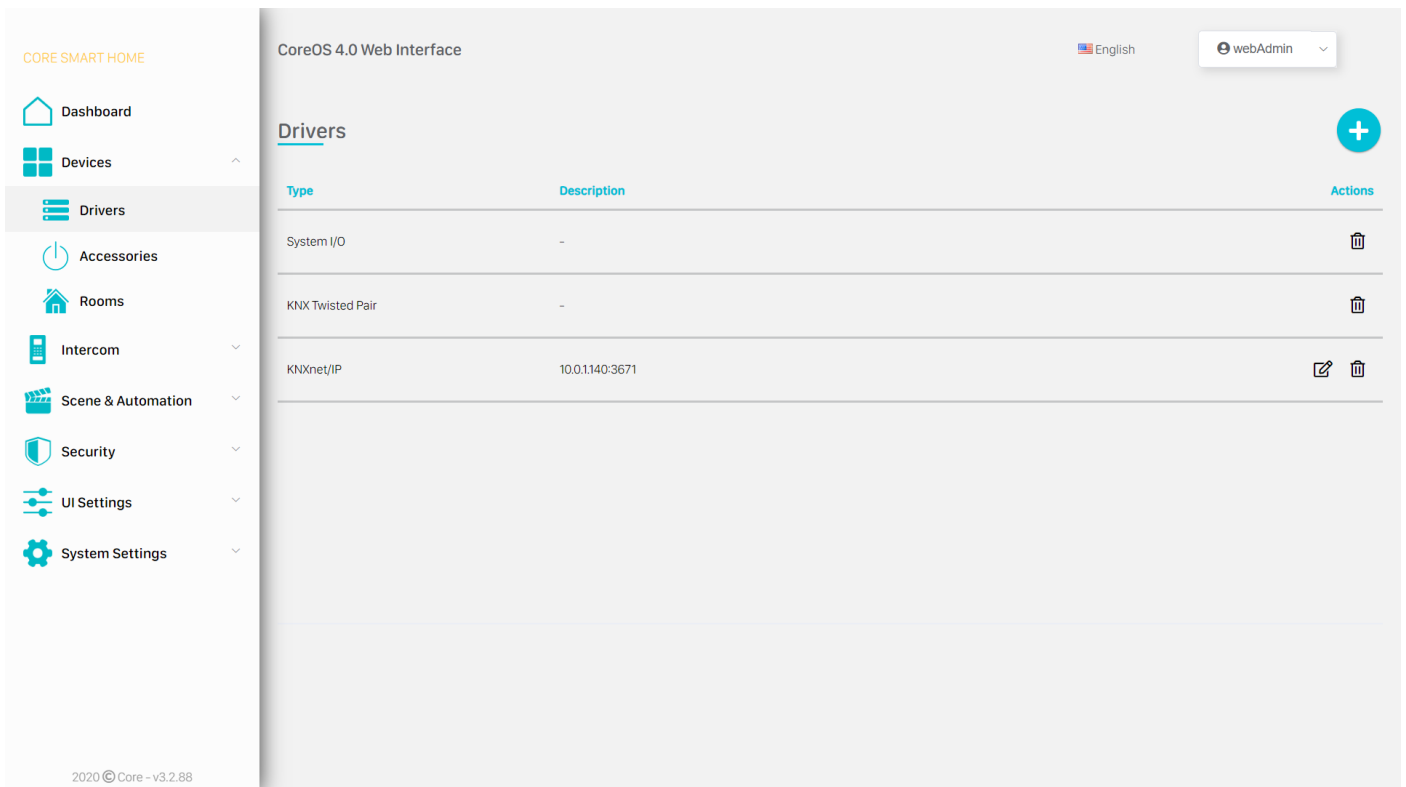 CORE SMART HOME
Dashboard
Devices
Drivers
Accessories
Rooms
Intercom
Scene & Automation
Security
UI Settings
System Settings
2020 © Core - v3.2.88
CoreOS 4.0 Web Interface
English
webAdmin
Drivers
Type Description Actions
System I/O -
KNX Twisted Pair -
KNXnet/IP 10.0.1.140:3671